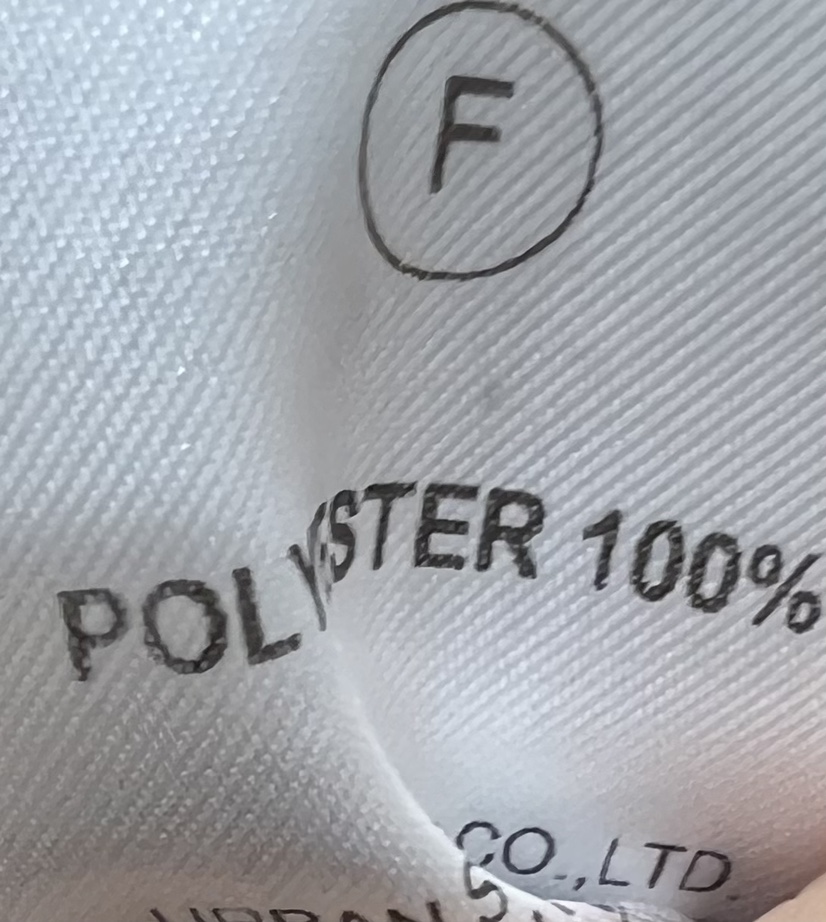 F
POLYESTER 100%
CO.,LTD.